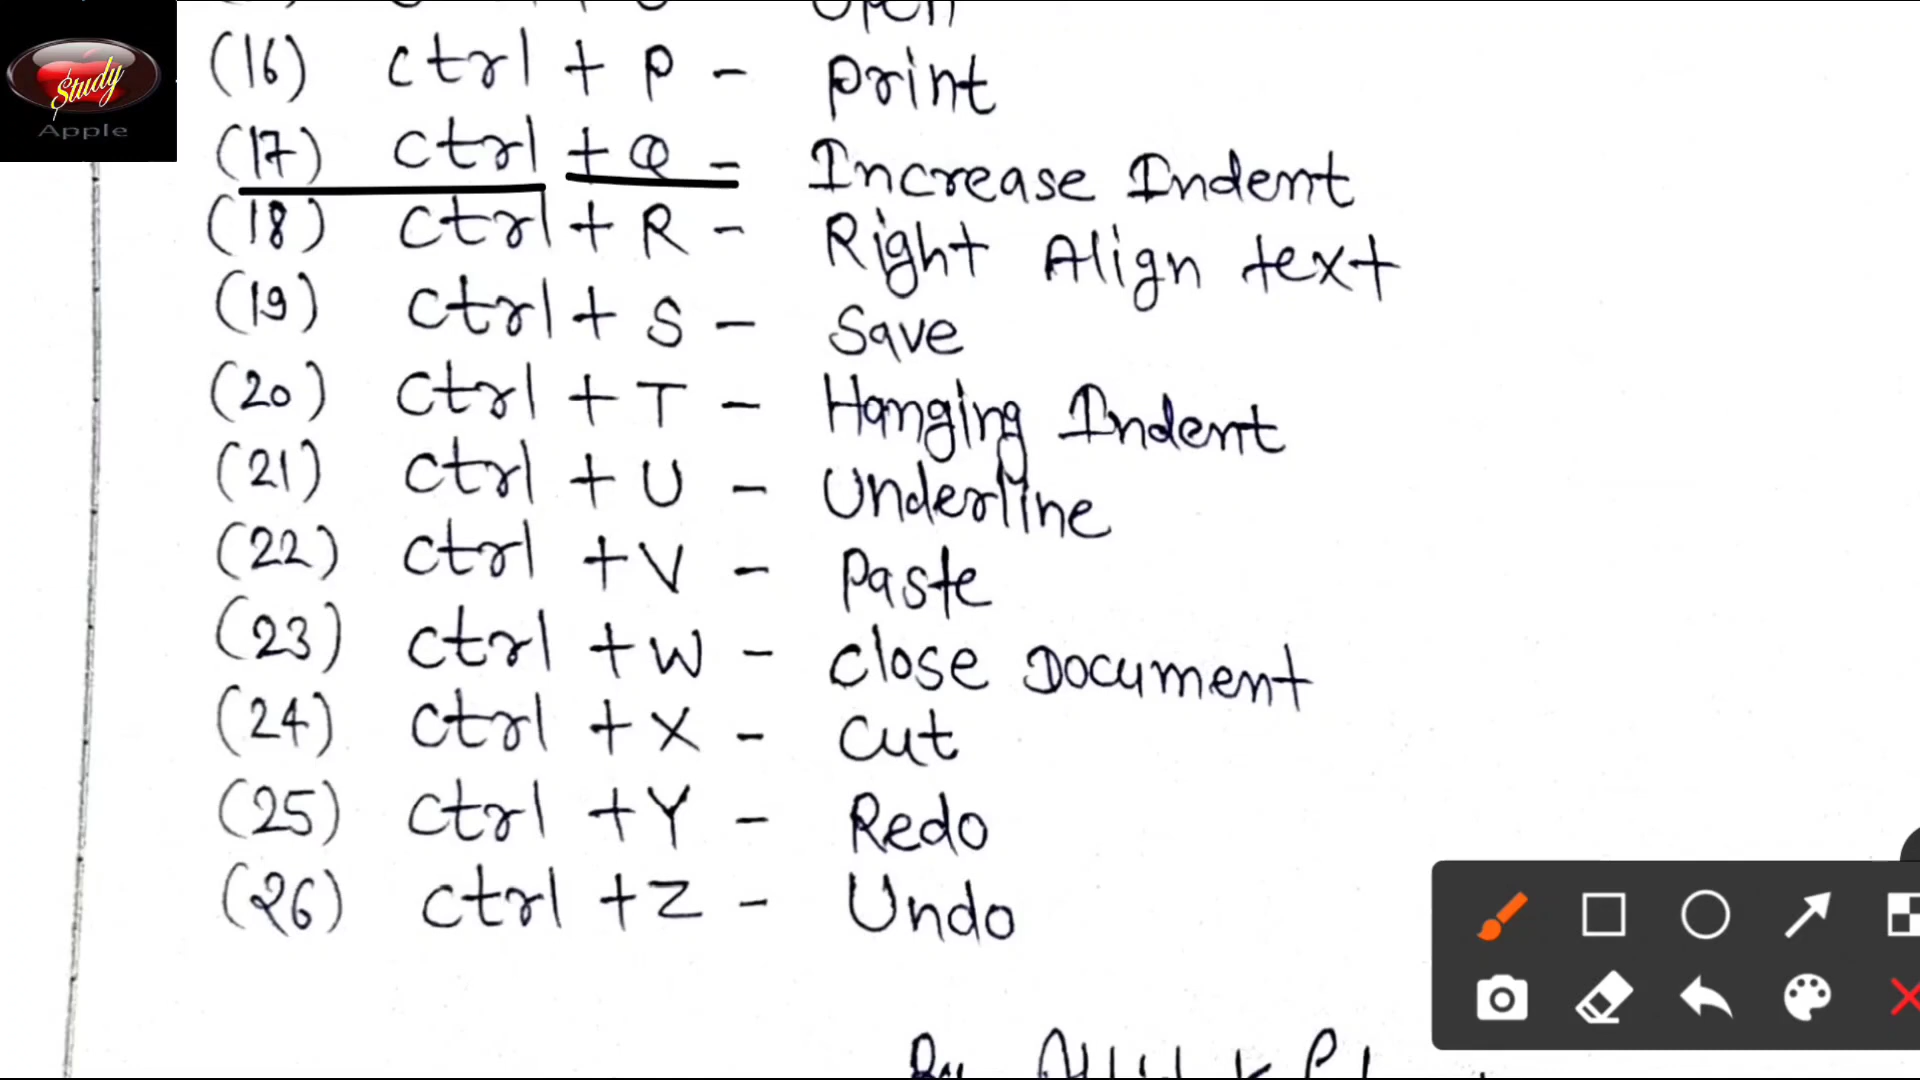 Study
Apple
Open
(16) ctrl + P - Print
(17) ctrl + Q - Increase Indent
(18) ctrl + R - Right Align text
(19) ctrl + S - Save
(20) ctrl + T - Hanging Indent
(21) ctrl + U - Underline
(22) ctrl + V - Paste
(23) ctrl + W - Close Document
(24) ctrl + X - Cut
(25) ctrl + Y - Redo
(26) ctrl + Z - Undo
By